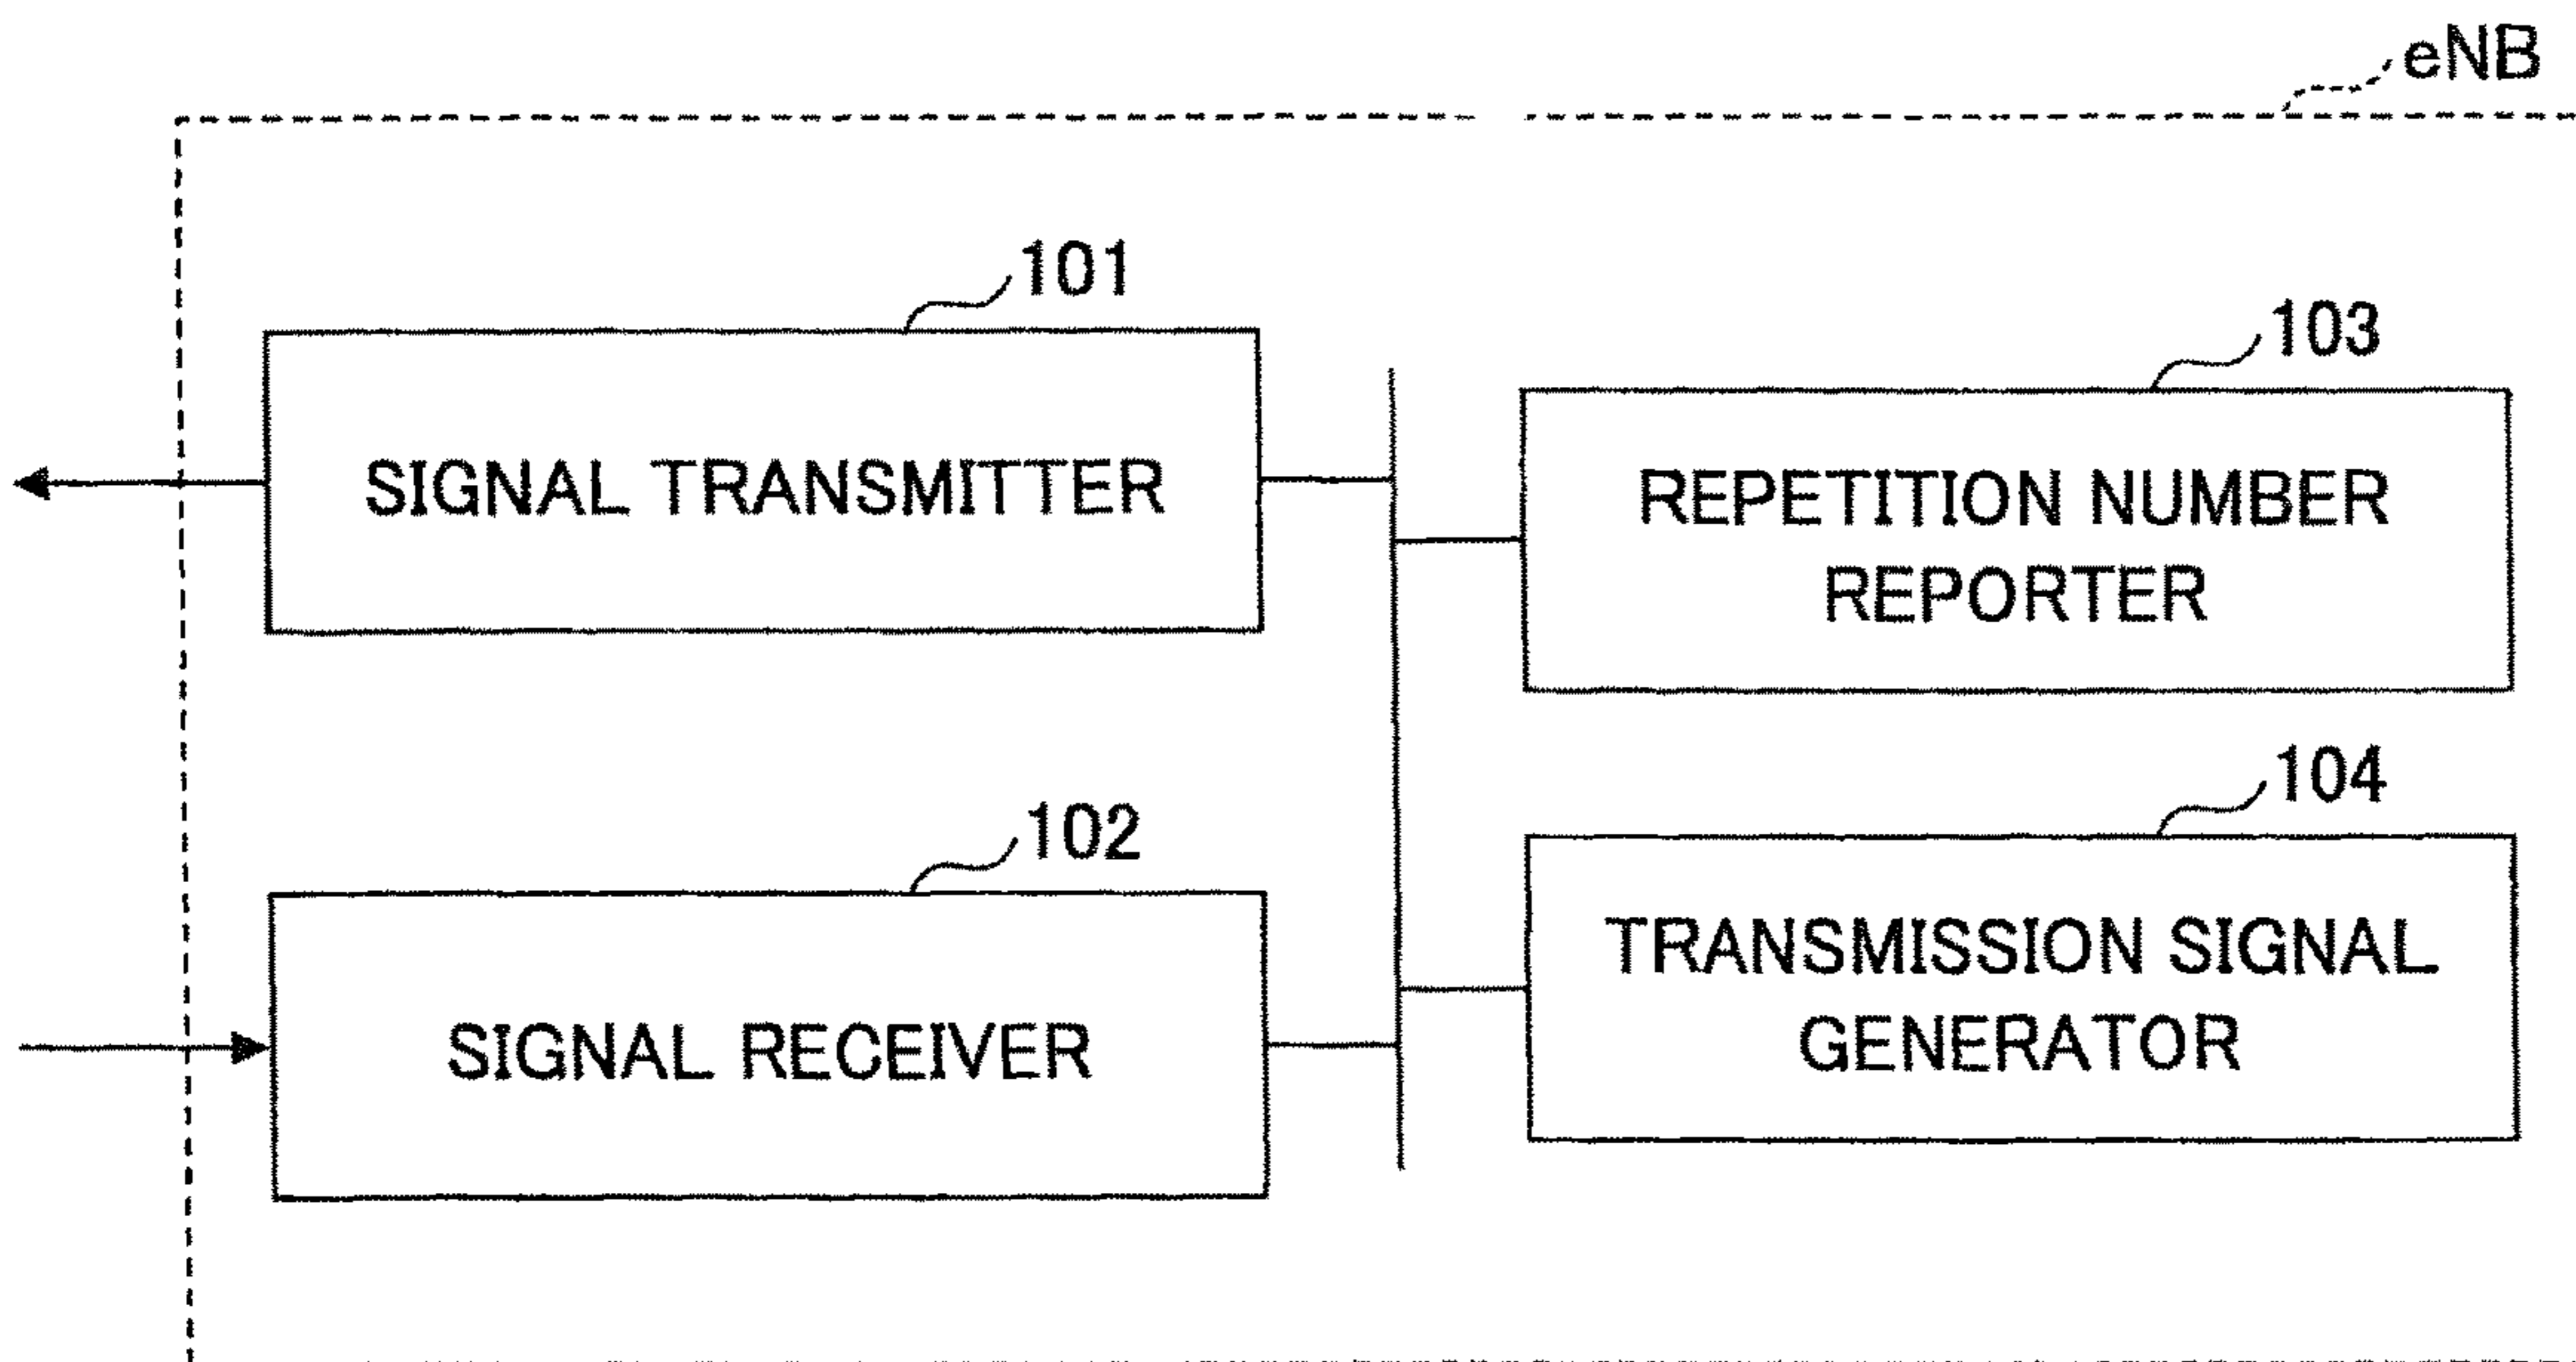 eNB
101
SIGNAL TRANSMITTER
103
REPETITION NUMBER
REPORTER
102
SIGNAL RECEIVER
104
TRANSMISSION SIGNAL
GENERATOR